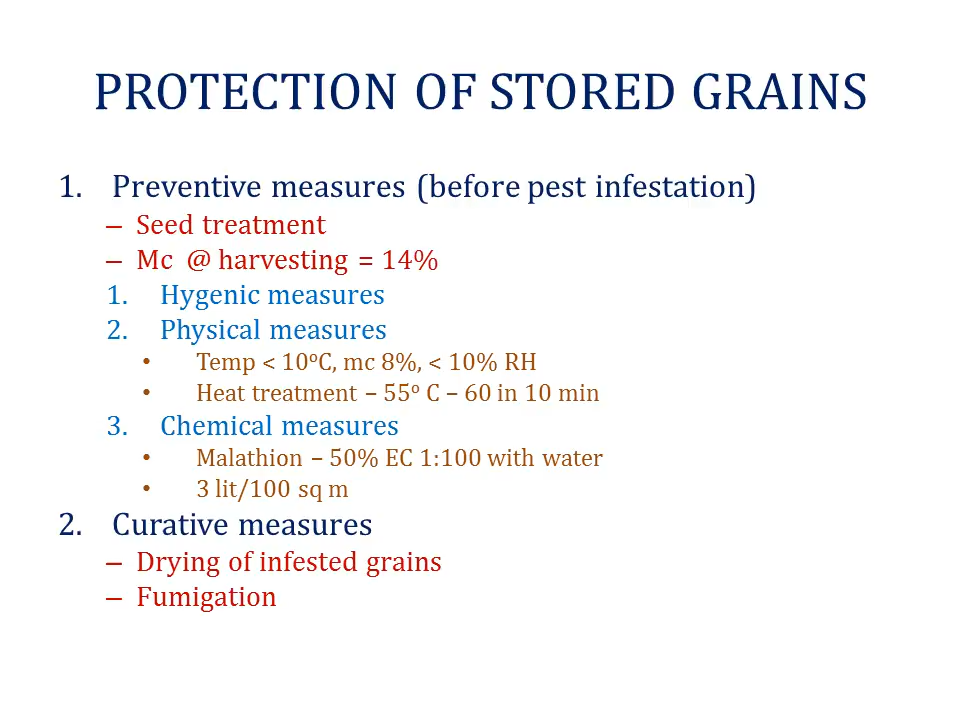 PROTECTION OF STORED GRAINS
1. Preventive measures (before pest infestation)
– Seed treatment
– Mc @ harvesting = 14%
1. Hygenic measures
2. Physical measures
• Temp < 10oC, mc 8%, < 10% RH
• Heat treatment – 55o C – 60 in 10 min
3. Chemical measures
• Malathion – 50% EC 1:100 with water
• 3 lit/100 sq m
2. Curative measures
– Drying of infested grains
– Fumigation